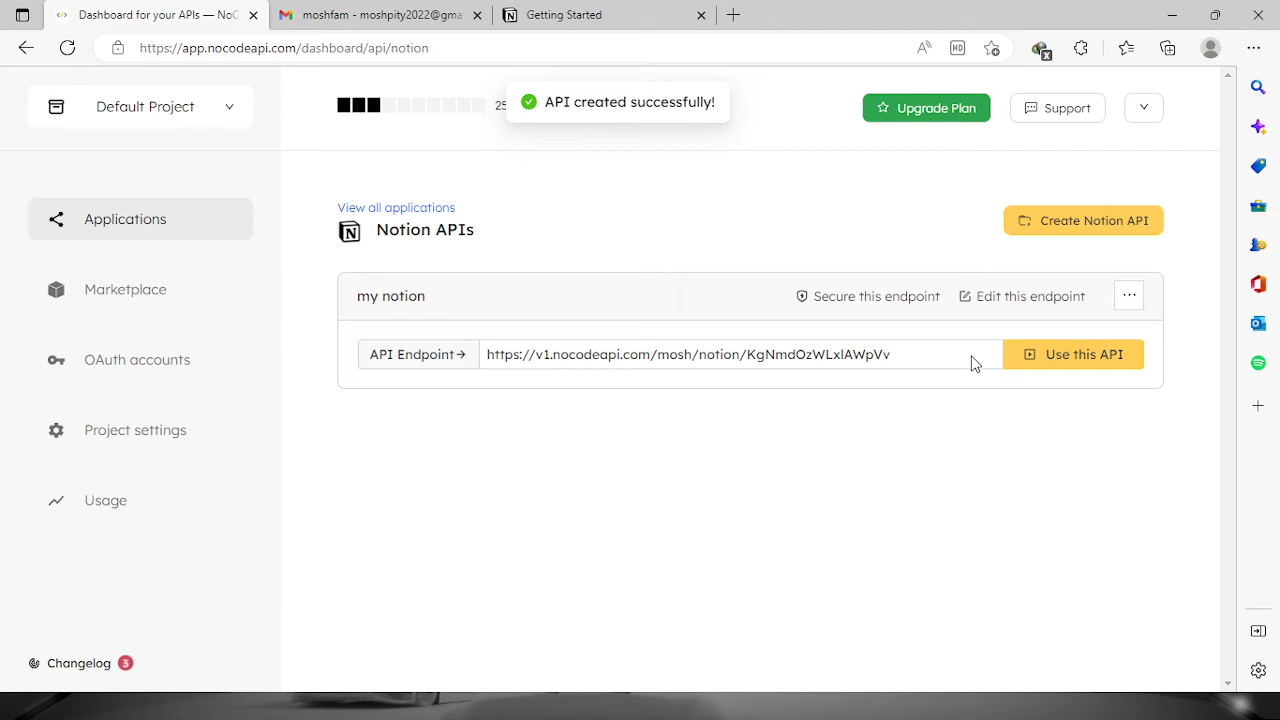 Dashboard for your APIs — NoC
moshfam - moshpity2022@gma
Getting Started
https://app.nocodeapi.com/dashboard/api/notion
HD
Default Project
25
API created successfully!
Upgrade Plan
Support
Applications
Marketplace
OAuth accounts
Project settings
Usage
Changelog 3
View all applications
Notion APIs
Create Notion API
my notion
Secure this endpoint
Edit this endpoint
API Endpoint→
https://v1.nocodeapi.com/mosh/notion/KgNmdOzWLxlAWpVv
Use this API